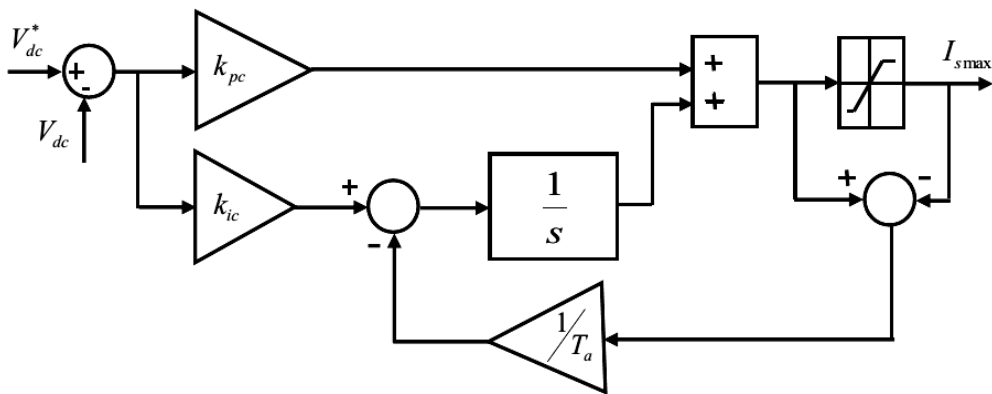 V*dc
+
-
Vdc
kpc
+
+
Ismax
kic
+
-
1
s
+
-
1/Ta